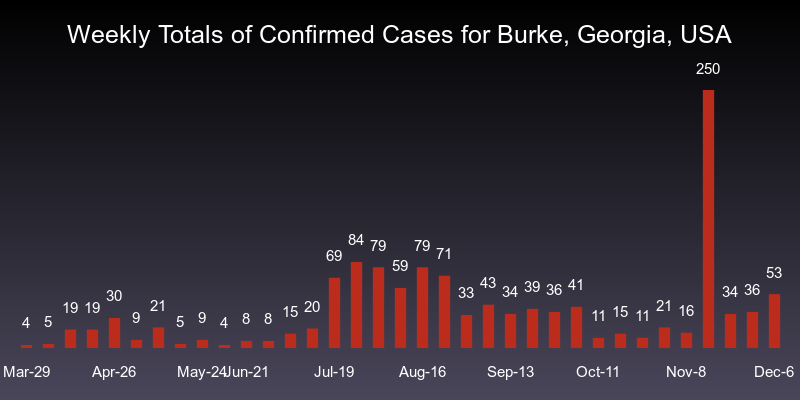 Weekly Totals of Confirmed Cases for Burke, Georgia, USA
250
84
79 79
69 71
59
53
43 41
39
33 34 36 34 36
30
19 19 21 20 21
15 15 16
9 9 8 8 11 11
4 5 5 4
Mar-29 Apr-26 May-24 Jun-21 Jul-19 Aug-16 Sep-13 Oct-11 Nov-8 Dec-6